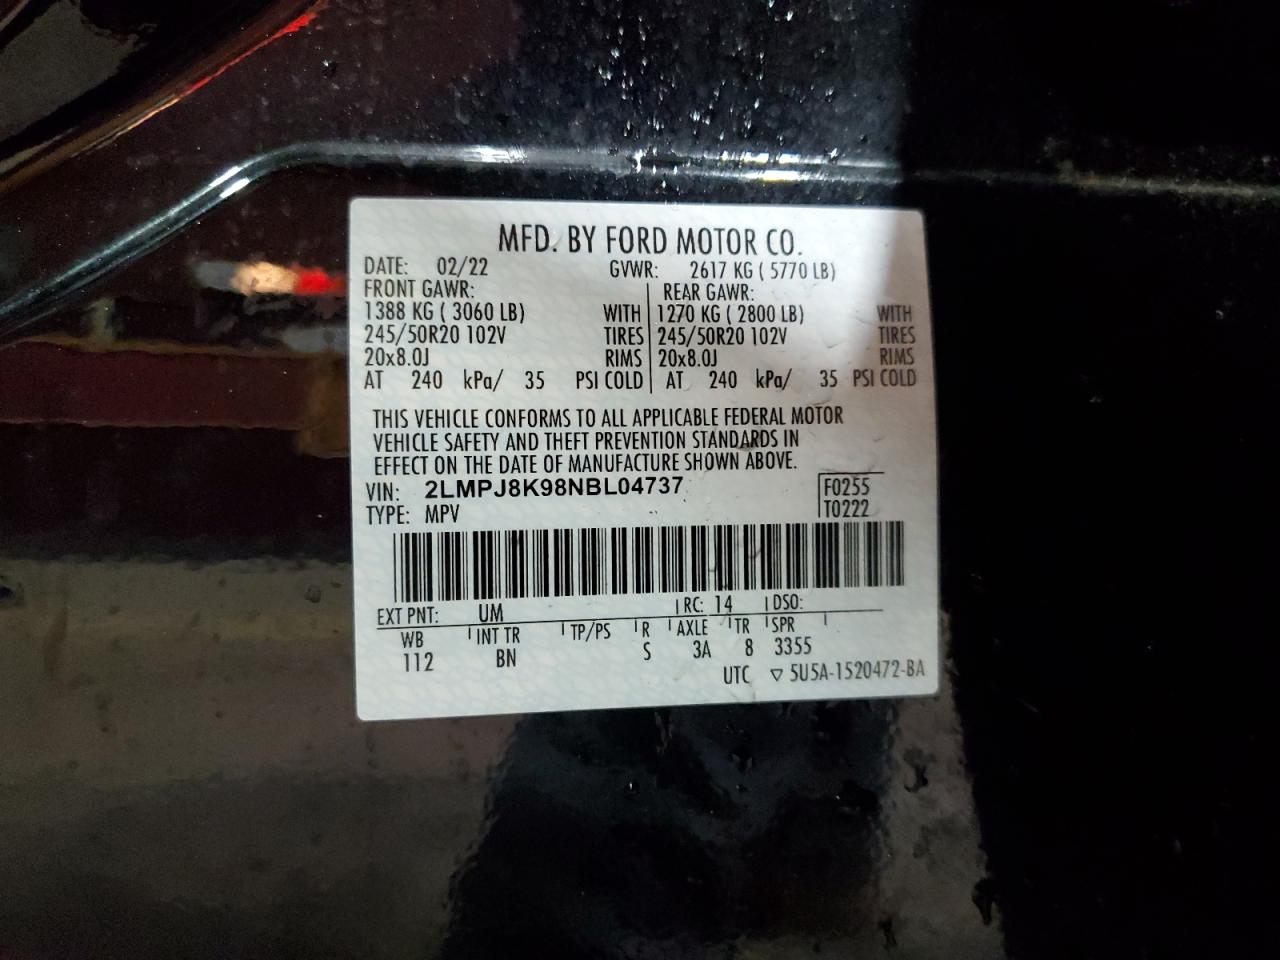 MFD. BY FORD MOTOR CO.
DATE: 02/22 GVWR: 2617 KG ( 5770 LB)
FRONT GAWR: REAR GAWR:
1388 KG ( 3060 LB) WITH 1270 KG ( 2800 LB) WITH
245/50R20 102V TIRES 245/50R20 102V TIRES
20x8.0J RIMS 20x8.0J RIMS
AT 240 kPa/ 35 PSI COLD AT 240 kPa/ 35 PSI COLD
THIS VEHICLE CONFORMS TO ALL APPLICABLE FEDERAL MOTOR
VEHICLE SAFETY AND THEFT PREVENTION STANDARDS IN
EFFECT ON THE DATE OF MANUFACTURE SHOWN ABOVE.
VIN: 2LMPJ8K98NBL04737 F0255
TYPE: MPV T0222
EXT PNT: UM RC: 14 DSO:
WB INT TR TP/PS R AXLE TR SPR
112 BN S 3A 8 3355
UTC ▽ 5U5A-1520472-BA